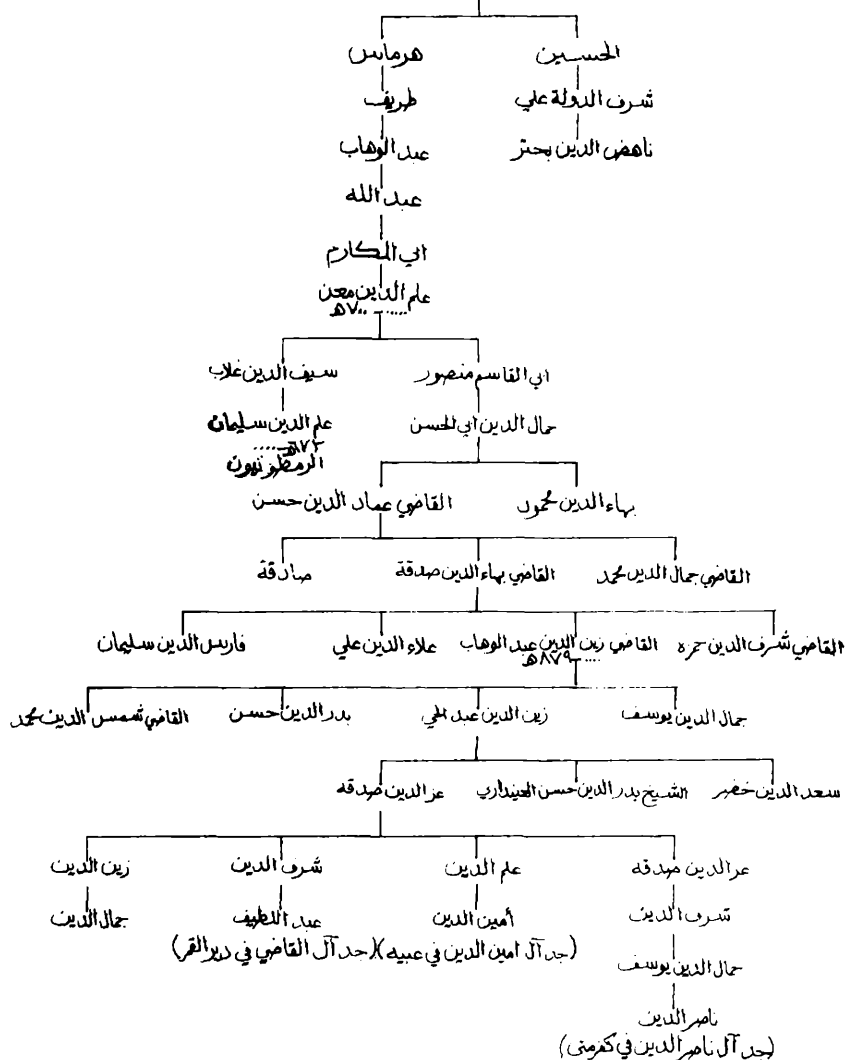 الحسين هرماس
شرف الدولة علي طريف
ناهض الدين بحتر عبد الوهاب
عبد الله
ابي المكارم
علم الدين معن
..... - ٧٠٠ه
ابي القاسم منصور سيف الدين غلاب
جمال الدين ابي الحسن علم الدين سليمان
الرمطونيون
بهاء الدين محمود القاضي عماد الدين حسن
القاضي جمال الدين محمد القاضي بهاء الدين صدقة صادقة
القاضي شرف الدين حمزه القاضي زين الدين عبد الوهاب علاء الدين علي فارس الدين سليمان
.... - ٨٧٩ه
جمال الدين يوسف زين الدين عبد الحي بدر الدين حسن القاضي شمس الدين محمد
سعد الدين خضر الشيخ بدر الدين حسن العينداري عز الدين صدقه
عز الدين صدقه علم الدين شرف الدين زين الدين
شرف الدين أمين الدين عبد اللطيف جمال الدين
(جد آل امين الدين في عبيه) (جد آل القاضي في دير القمر)
جمال الدين يوسف
ناصر الدين
(جد آل ناصر الدين في كفرمتى)